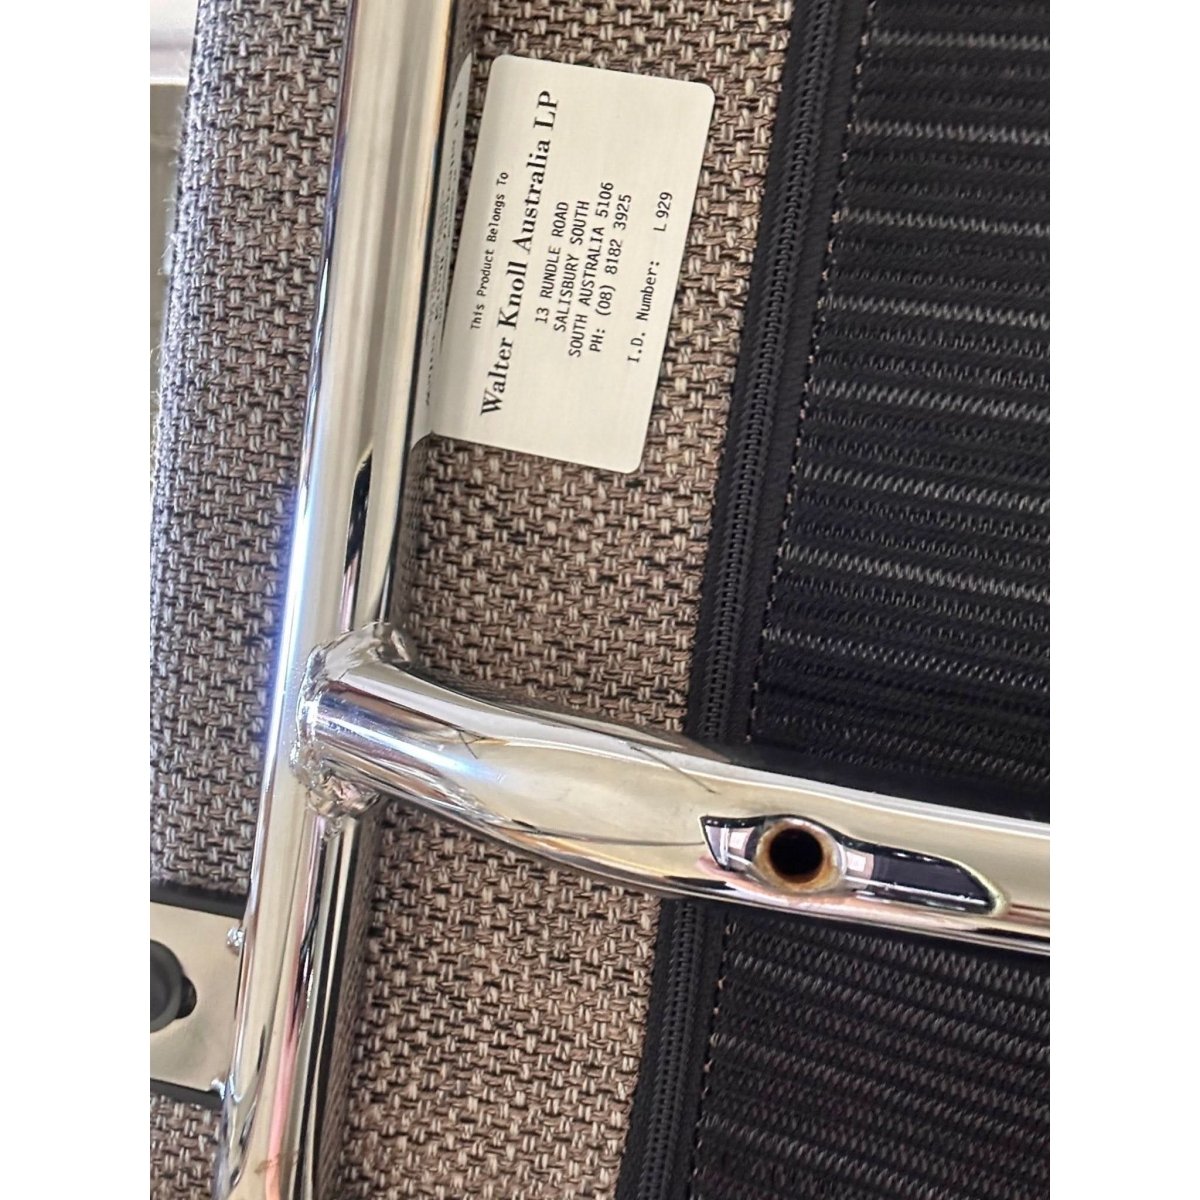 This Product Belongs To
Walter Knoll Australia LP
13 RUNDLE ROAD
SALISBURY SOUTH
SOUTH AUSTRALIA 5106
PH: (08) 8182 3925
I.D. Number: L 929